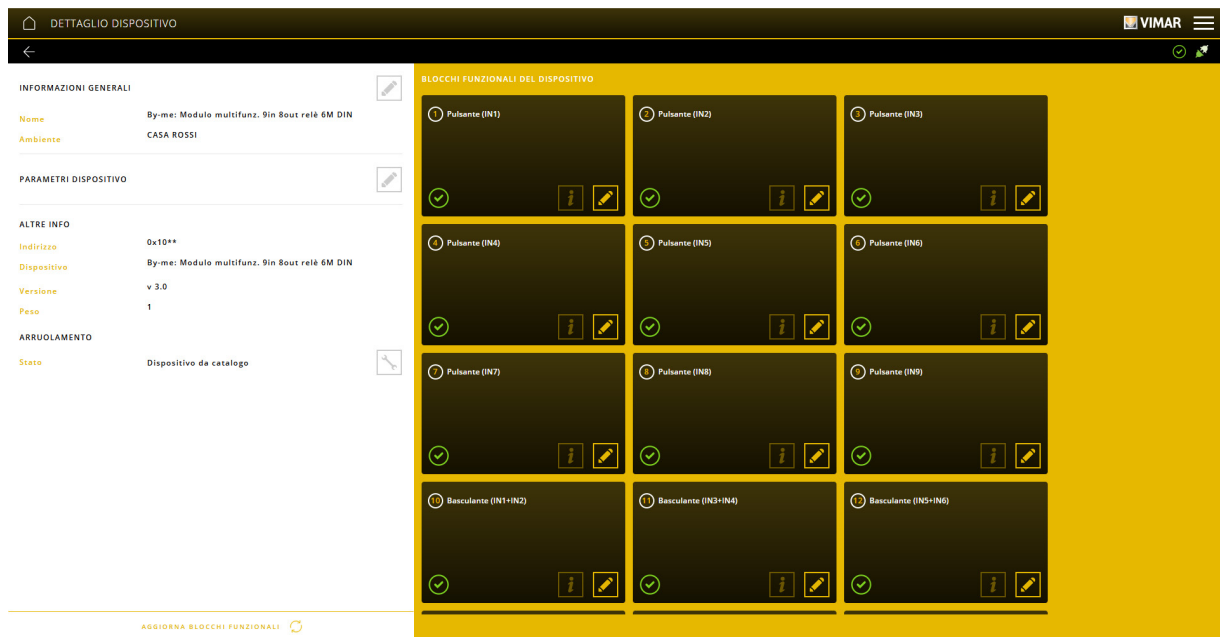 DETTAGLIO DISPOSITIVO
VIMAR
INFORMAZIONI GENERALI
Nome By-me: Modulo multifunz. 9in 8out relè 6M DIN
Ambiente CASA ROSSI
PARAMETRI DISPOSITIVO
ALTRE INFO
Indirizzo 0x10**
Dispositivo By-me: Modulo multifunz. 9in 8out relè 6M DIN
Versione v 3.0
Peso 1
ARRUOLAMENTO
Stato Dispositivo da catalogo
AGGIORNA BLOCCHI FUNZIONALI
BLOCCHI FUNZIONALI DEL DISPOSITIVO
1 Pulsante (IN1)
i
2 Pulsante (IN2)
i
3 Pulsante (IN3)
i
4 Pulsante (IN4)
i
5 Pulsante (IN5)
i
6 Pulsante (IN6)
i
7 Pulsante (IN7)
i
8 Pulsante (IN8)
i
9 Pulsante (IN9)
i
10 Basculante (IN1+IN2)
i
11 Basculante (IN3+IN4)
i
12 Basculante (IN5+IN6)
i